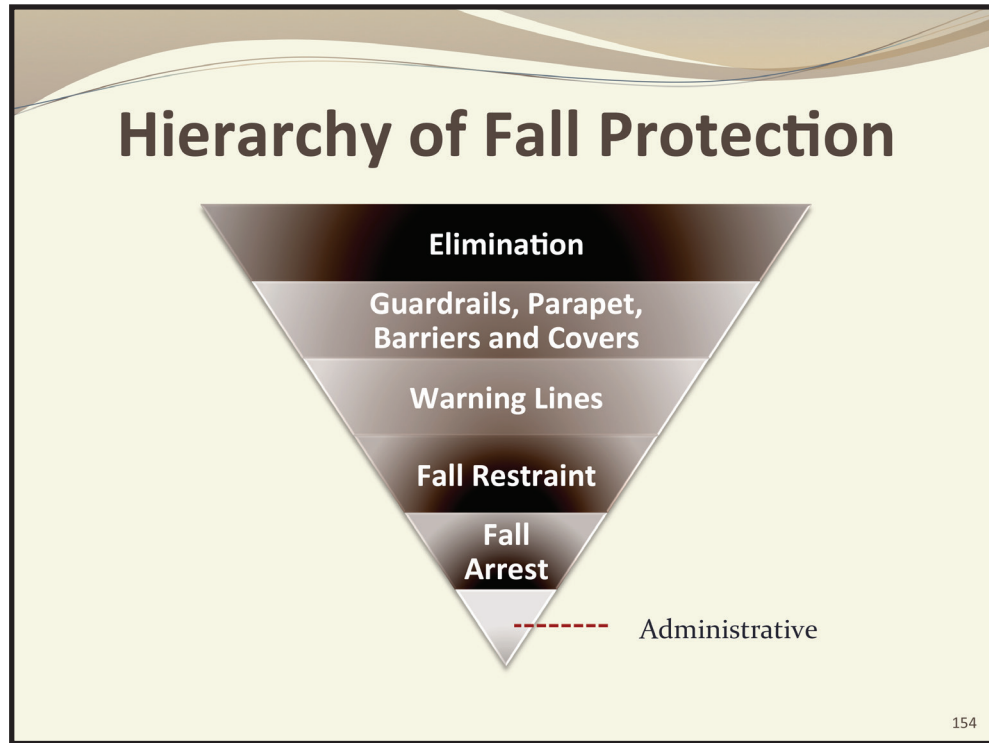 Hierarchy of Fall Protection
Elimination
Guardrails, Parapet,
Barriers and Covers
Warning Lines
Fall Restraint
Fall
Arrest
Administrative
154